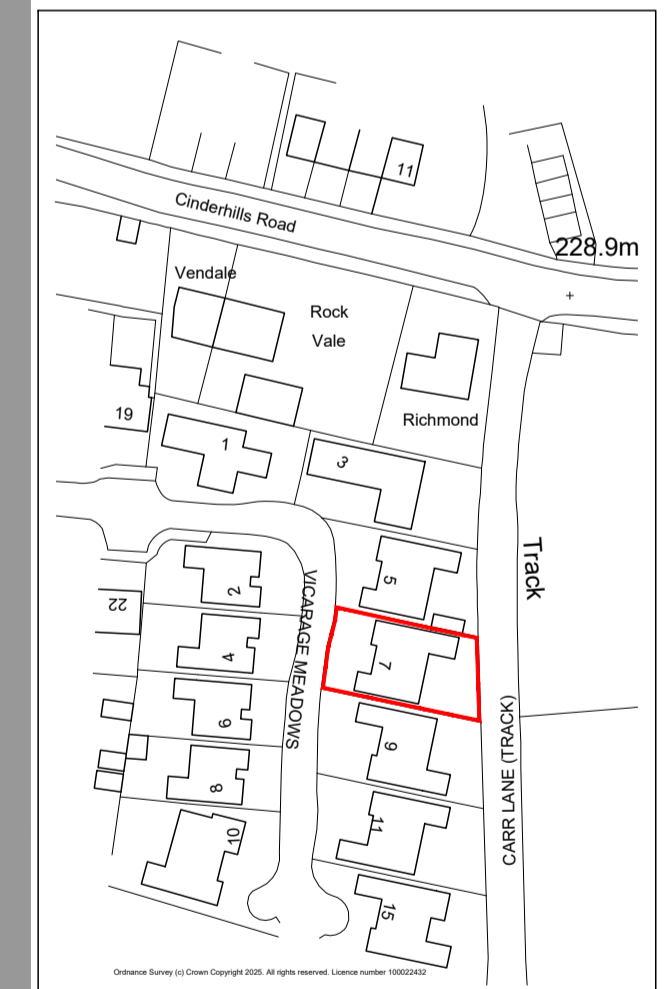 11
Cinderhills Road
228.9m
Vendale
Rock
Vale
Richmond
19
1
3
Track
5
2
22
VICARAGE MEADOWS
4
7
6
9
CARR LANE (TRACK)
8
11
10
15
Ordnance Survey (c) Crown Copyright 2025. All rights reserved. Licence number 100022432